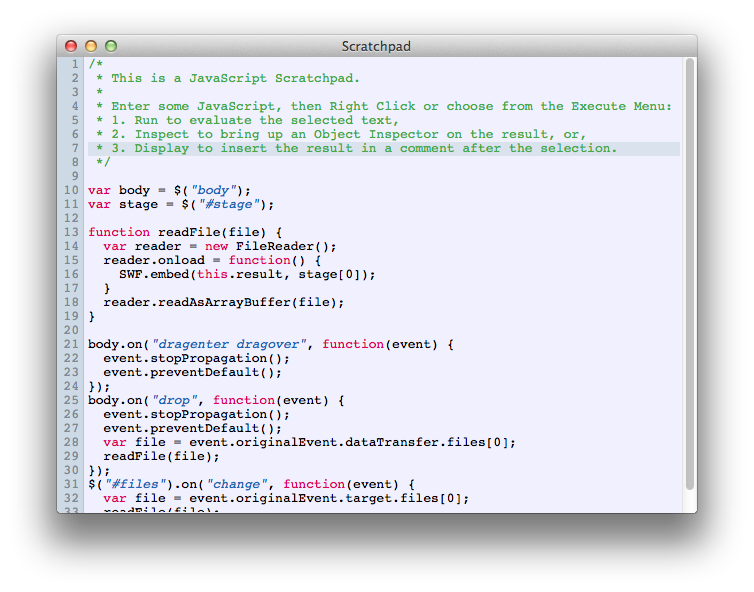 Scratchpad
1 /*
2  * This is a JavaScript Scratchpad.
3  *
4  * Enter some JavaScript, then Right Click or choose from the Execute Menu:
5  * 1. Run to evaluate the selected text,
6  * 2. Inspect to bring up an Object Inspector on the result, or,
7  * 3. Display to insert the result in a comment after the selection.
8  */
9
10 var body = $("body");
11 var stage = $("#stage");
12
13 function readFile(file) {
14   var reader = new FileReader();
15   reader.onload = function() {
16     SWF.embed(this.result, stage[0]);
17   }
18   reader.readAsArrayBuffer(file);
19 }
20
21 body.on("dragenter dragover", function(event) {
22   event.stopPropagation();
23   event.preventDefault();
24 });
25 body.on("drop", function(event) {
26   event.stopPropagation();
27   event.preventDefault();
28   var file = event.originalEvent.dataTransfer.files[0];
29   readFile(file);
30 });
31 $("#files").on("change", function(event) {
32   var file = event.originalEvent.target.files[0];
33   readFile(file);